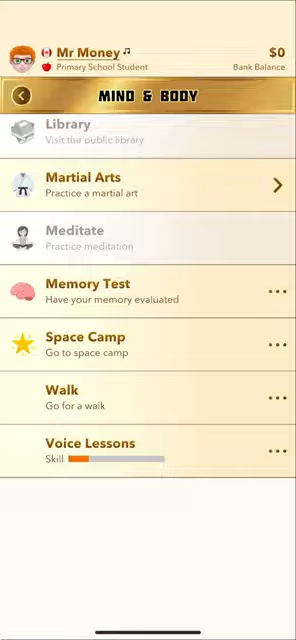 Mr Money
$0
Primary School Student
Bank Balance
MIND & BODY
Library
Visit the public library
Martial Arts
Practice a martial art
Meditate
Practice meditation
Memory Test
Have your memory evaluated
Space Camp
Go to space camp
Walk
Go for a walk
Voice Lessons
Skill